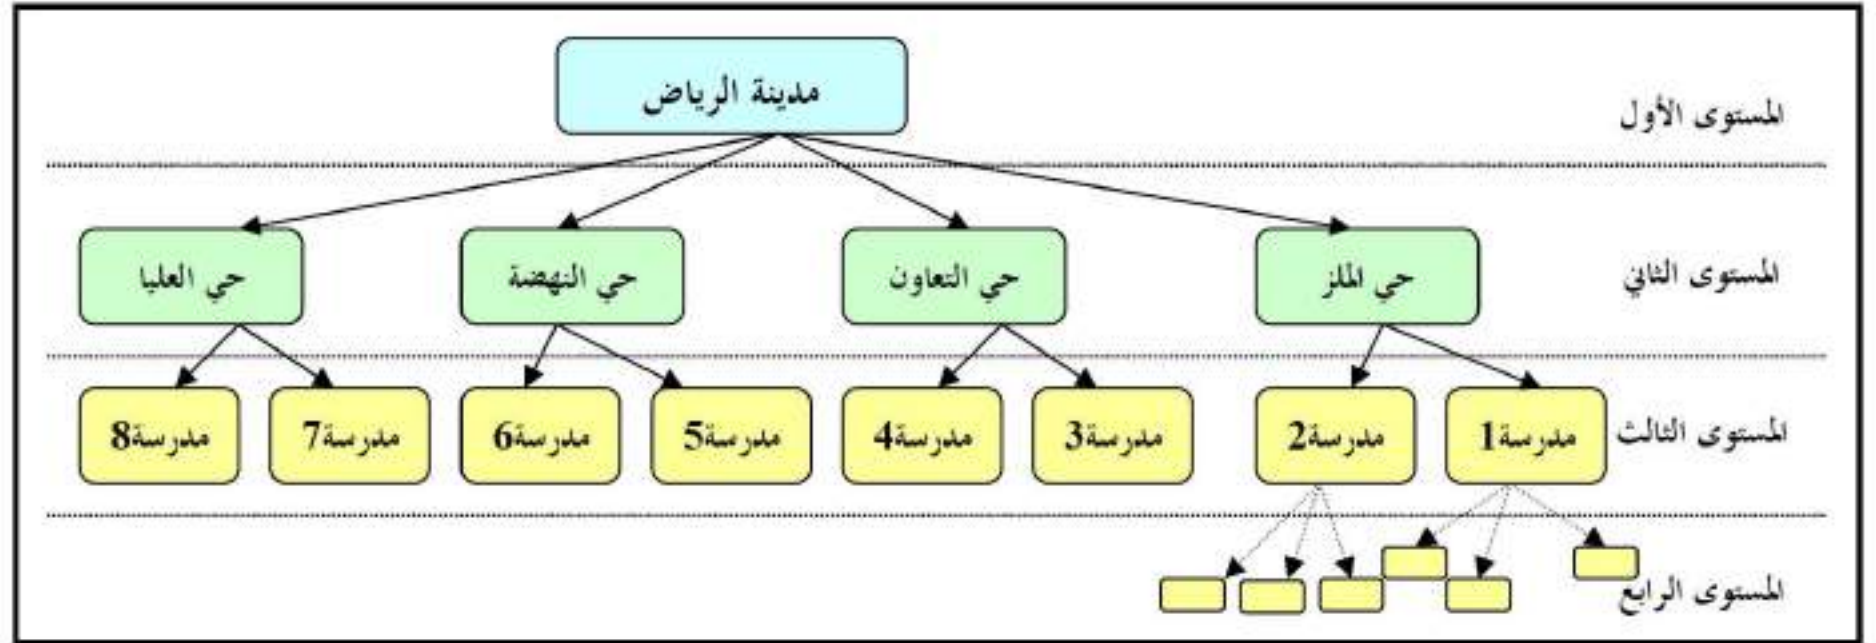 مدينة الرياض
المستوى الأول
المستوى الثاني
حي الملز
حي التعاون
حي النهضة
حي العليا
المستوى الثالث
مدرسة1
مدرسة2
مدرسة3
مدرسة4
مدرسة5
مدرسة6
مدرسة7
مدرسة8
المستوى الرابع